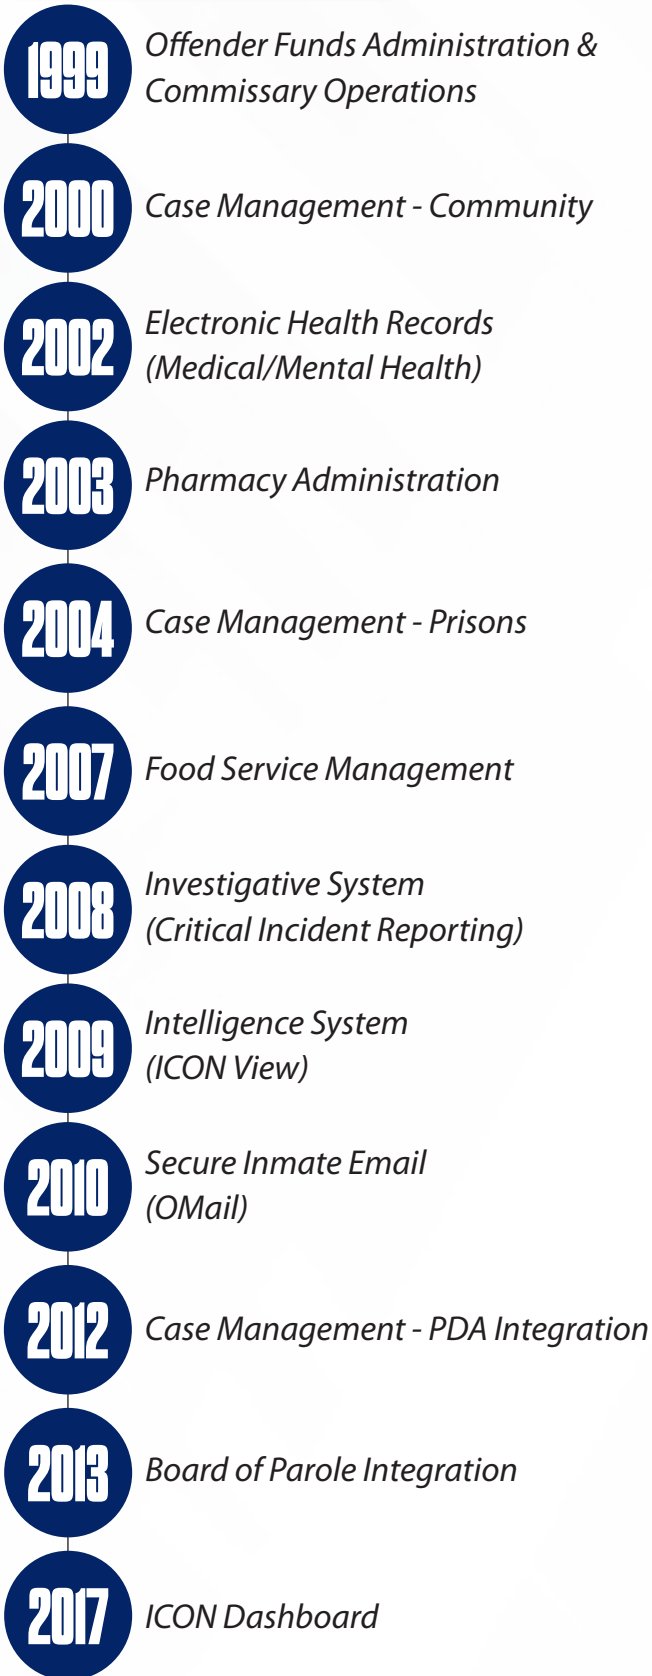 1999
Offender Funds Administration &
Commissary Operations
2000
Case Management - Community
2002
Electronic Health Records
(Medical/Mental Health)
2003
Pharmacy Administration
2004
Case Management - Prisons
2007
Food Service Management
2008
Investigative System
(Critical Incident Reporting)
2009
Intelligence System
(ICON View)
2010
Secure Inmate Email
(OMail)
2012
Case Management - PDA Integration
2013
Board of Parole Integration
2017
ICON Dashboard